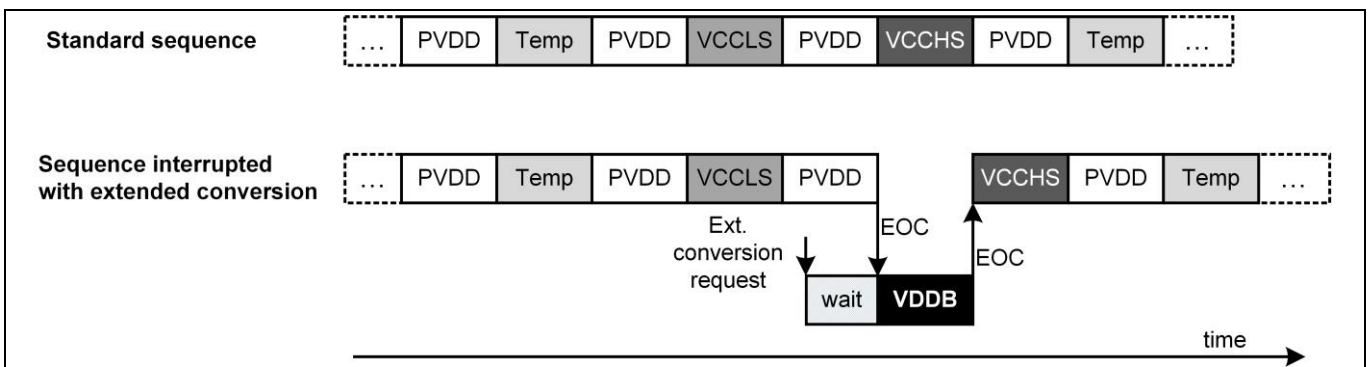 Standard sequence
... PVDD Temp PVDD VCCLS PVDD VCCHS PVDD Temp ...
Sequence interrupted
with extended conversion
... PVDD Temp PVDD VCCLS PVDD VCCHS PVDD Temp ...
Ext.
conversion
request
EOC
EOC
wait VDDB
time